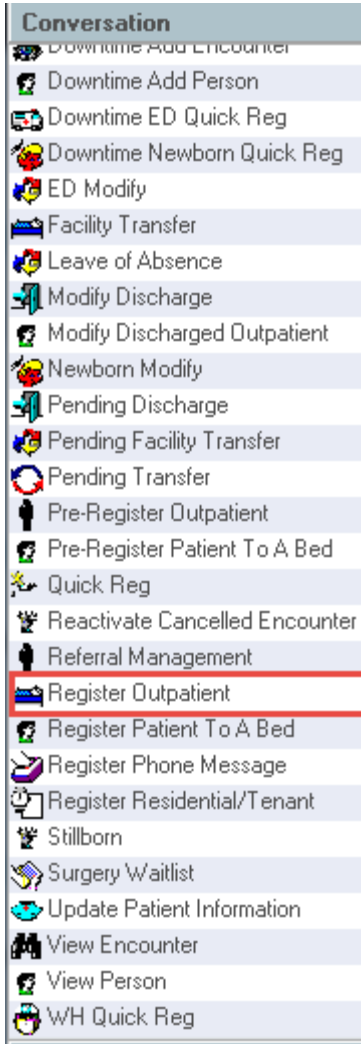 Conversation
Downtime Add Encounter
Downtime Add Person
Downtime ED Quick Reg
Downtime Newborn Quick Reg
ED Modify
Facility Transfer
Leave of Absence
Modify Discharge
Modify Discharged Outpatient
Newborn Modify
Pending Discharge
Pending Facility Transfer
Pending Transfer
Pre-Register Outpatient
Pre-Register Patient To A Bed
Quick Reg
Reactivate Cancelled Encounter
Referral Management
Register Outpatient
Register Patient To A Bed
Register Phone Message
Register Residential/Tenant
Stillborn
Surgery Waitlist
Update Patient Information
View Encounter
View Person
WH Quick Reg